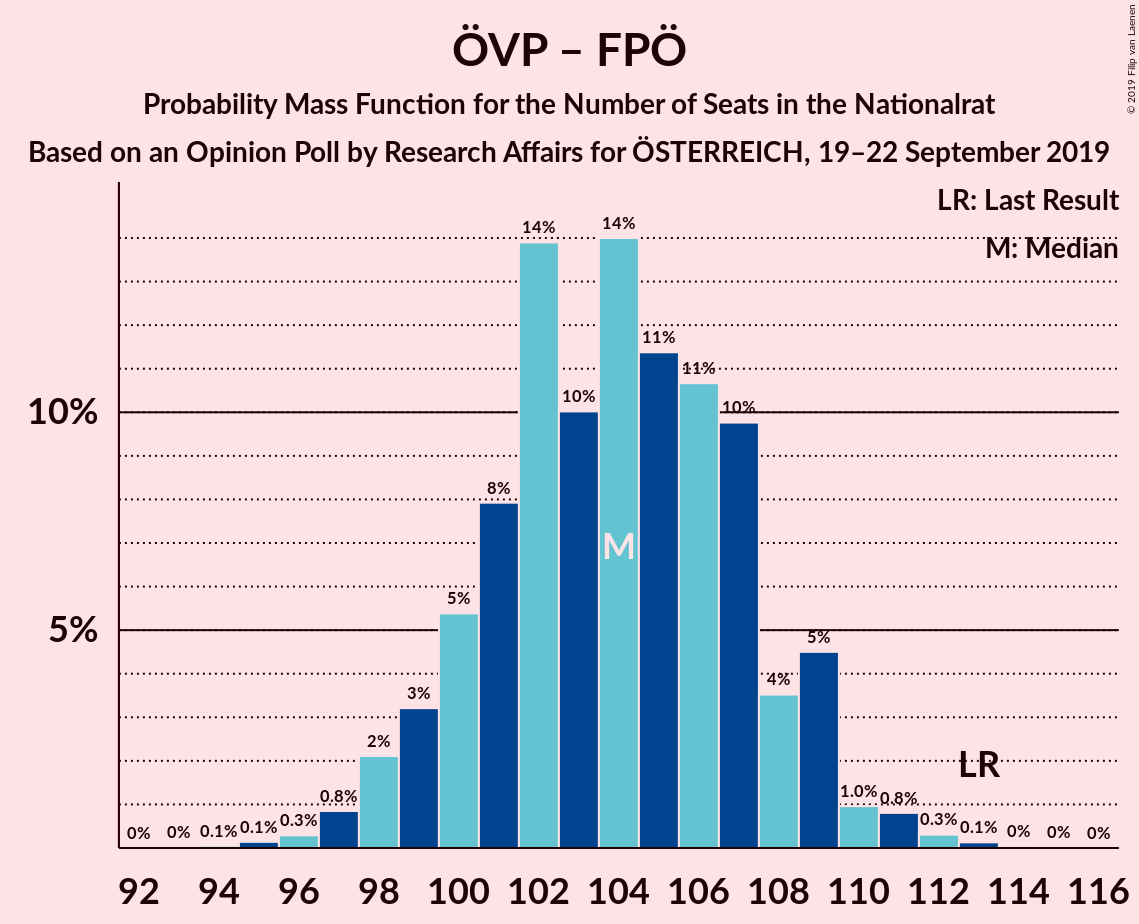 ÖVP – FPÖ
Probability Mass Function for the Number of Seats in the Nationalrat
Based on an Opinion Poll by Research Affairs for ÖSTERREICH, 19–22 September 2019
© 2019 Filip van Laenen
LR: Last Result
M: Median
10%
5%
0% 0% 0.1% 0.1% 0.3% 0.8% 2% 3% 5% 8% 14% 10% 14% 11% 11% 10% 4% 5% 1.0% 0.8% 0.3% 0.1% 0% 0% 0%
M
LR
92 94 96 98 100 102 104 106 108 110 112 114 116